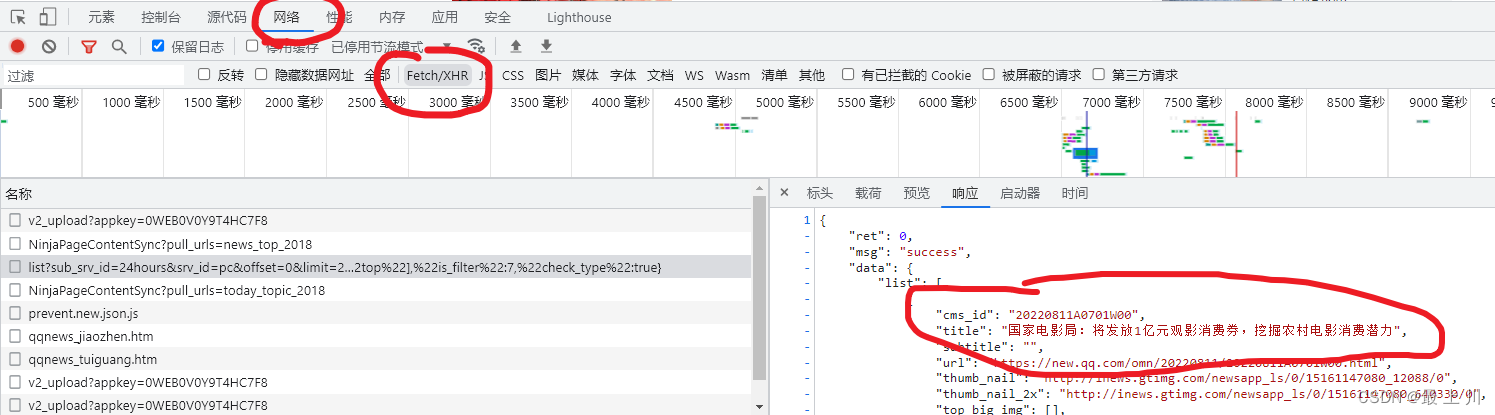 元素 控制台 源代码 网络 性能 内存 应用 安全 Lighthouse
保留日志 停用缓存 已停用节流模式
过滤 反转 隐藏数据网址 全部 Fetch/XHR JS CSS 图片 媒体 字体 文档 WS Wasm 清单 其他 有已拦截的 Cookie 被屏蔽的请求 第三方请求
500 毫秒 1000 毫秒 1500 毫秒 2000 毫秒 2500 毫秒 3000 毫秒 3500 毫秒 4000 毫秒 4500 毫秒 5000 毫秒 5500 毫秒 6000 毫秒 6500 毫秒 7000 毫秒 7500 毫秒 8000 毫秒 8500 毫秒 9000 毫秒
名称
v2_upload?appkey=0WEB0V0Y9T4HC7F8
NinjaPageContentSync?pull_urls=news_top_2018
list?sub_srv_id=24hours&srv_id=pc&offset=0&limit=2...2top%22],%22is_filter%22:7,%22check_type%22:true}
NinjaPageContentSync?pull_urls=today_topic_2018
prevent.new.json.js
qqnews_jiaozhen.htm
qqnews_tuiguang.htm
v2_upload?appkey=0WEB0V0Y9T4HC7F8
v2_upload?appkey=0WEB0V0Y9T4HC7F8
× 标头 载荷 预览 响应 启动器 时间
1 {
- "ret": 0,
- "msg": "success",
- "data": {
- "list": [
-
- "cms_id": "20220811A0701W00",
- "title": "国家电影局：将发放1亿元观影消费券，挖掘农村电影消费潜力",
- "subtitle": "",
- "url": "https://new.qq.com/omn/20220811/20220811A0701W00.html",
- "thumb_nail": "http://inews.gtimg.com/newsapp_ls/0/15161147080_12088/0",
- "thumb_nail_2x": "http://inews.gtimg.com/newsapp_ls/0/15161147080_640330/0",
- "top_big_img": [],
CSDN @最上川